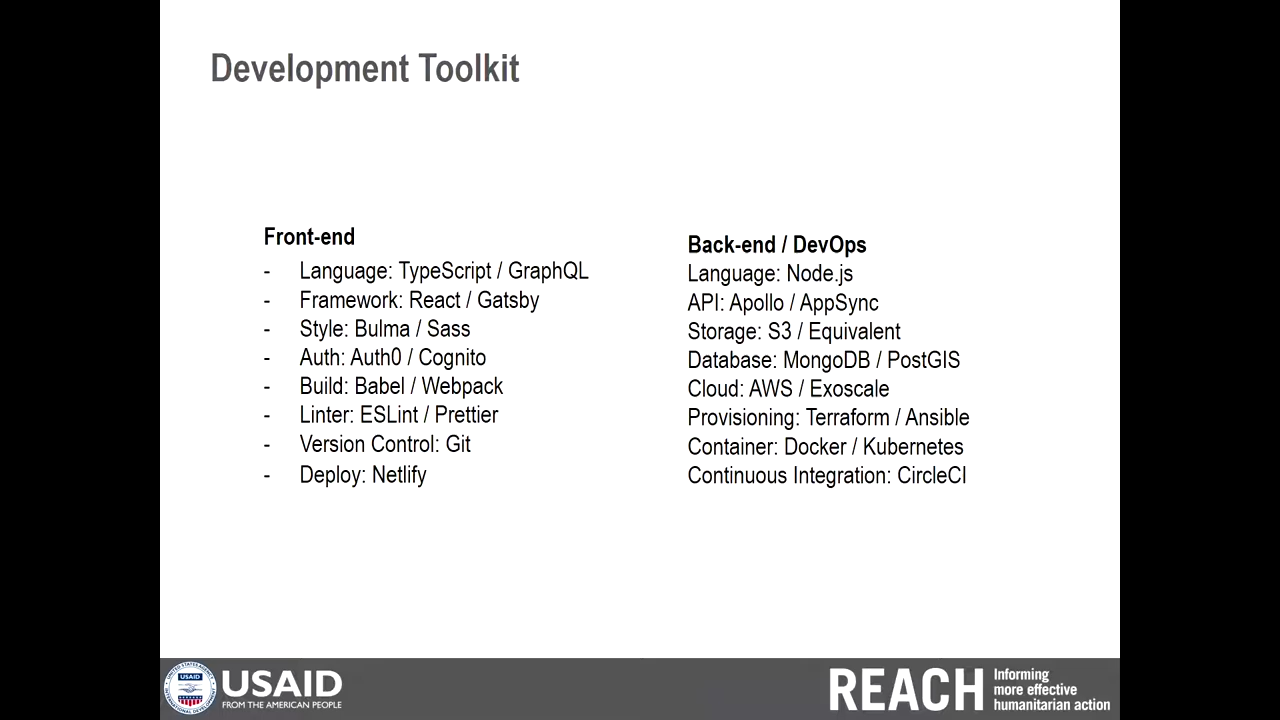 Development Toolkit
Front-end
- Language: TypeScript / GraphQL
- Framework: React / Gatsby
- Style: Bulma / Sass
- Auth: Auth0 / Cognito
- Build: Babel / Webpack
- Linter: ESLint / Prettier
- Version Control: Git
- Deploy: Netlify
Back-end / DevOps
Language: Node.js
API: Apollo / AppSync
Storage: S3 / Equivalent
Database: MongoDB / PostGIS
Cloud: AWS / Exoscale
Provisioning: Terraform / Ansible
Container: Docker / Kubernetes
Continuous Integration: CircleCI
USAID
USAID
FROM THE AMERICAN PEOPLE
REACH
Informing
more effective
humanitarian action